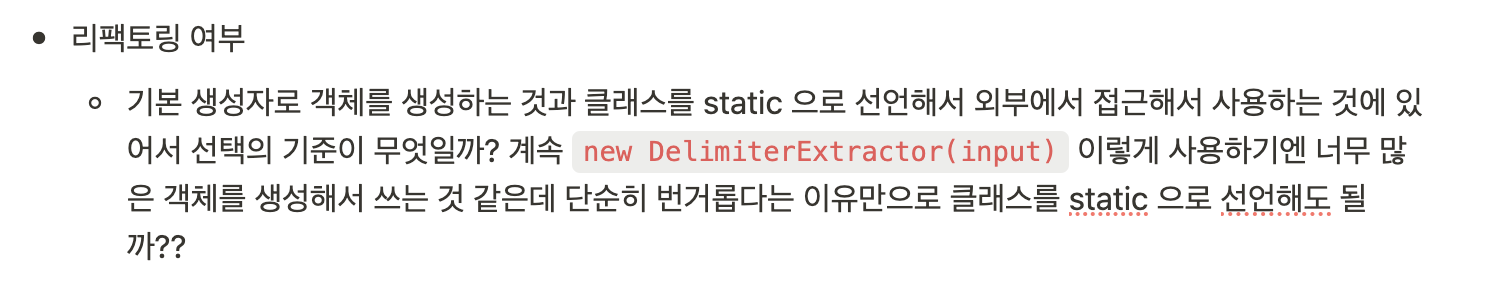 리팩토링 여부
기본 생성자로 객체를 생성하는 것과 클래스를 static 으로 선언해서 외부에서 접근해서 사용하는 것에 있
어서 선택의 기준이 무엇일까? 계속 new DelimiterExtractor(input) 이렇게 사용하기엔 너무 많
은 객체를 생성해서 쓰는 것 같은데 단순히 번거롭다는 이유만으로 클래스를 static 으로 선언해도 될
까??